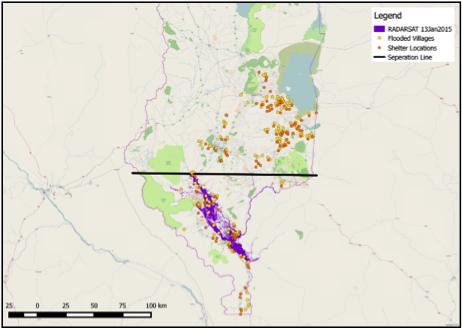 Legend
RADARSAT 13Jan2015
Flooded Villages
Shelter Locations
Seperation Line
25 0 25 50 75 100 km